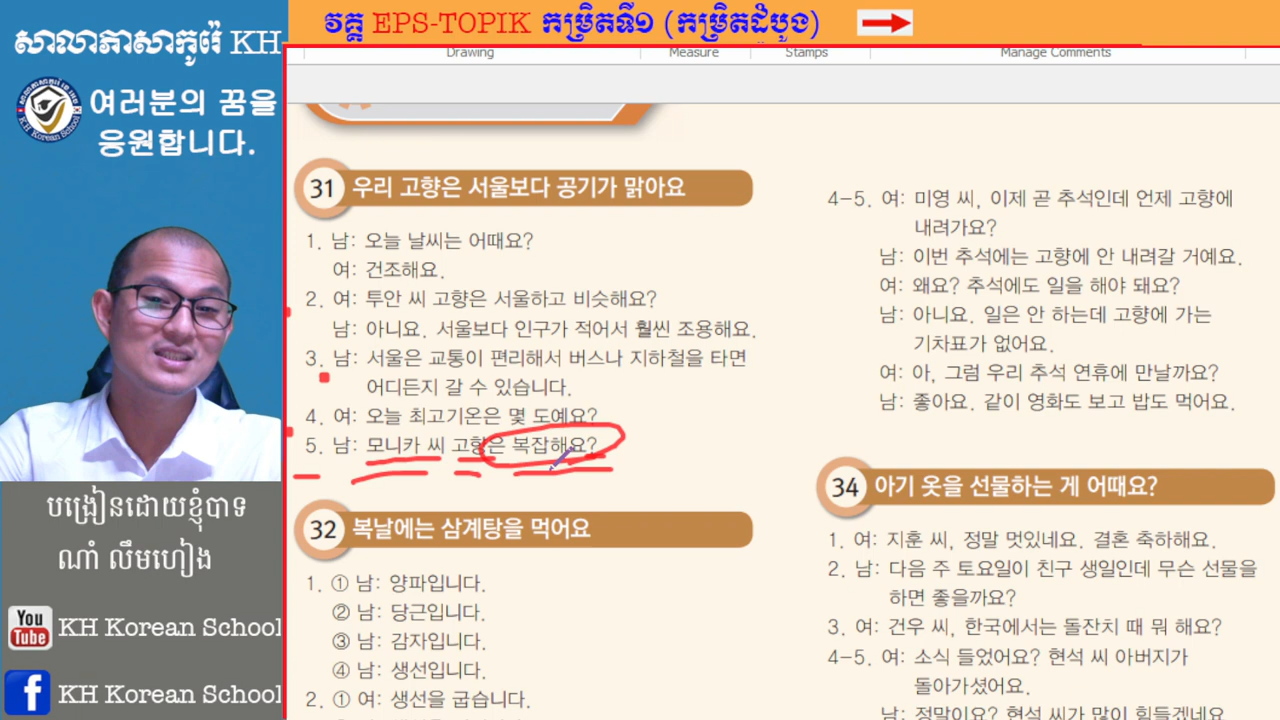 សាលាភាសាកូរ៉េ KH
여러분의 꿈을
응원합니다.
បង្រៀនដោយខ្ញុំបាទ
ណាំ លឹមហៀង
You
Tube
KH Korean School
f
KH Korean School
វគ្គ EPS-TOPIK កម្រិតទី១ (កម្រិតដំបូង)
Drawing Measure Stamps Manage Comments
31 우리 고향은 서울보다 공기가 맑아요
1. 남: 오늘 날씨는 어때요?
여: 건조해요.
2. 여: 투안 씨 고향은 서울하고 비슷해요?
남: 아니요. 서울보다 인구가 적어서 훨씬 조용해요.
3. 남: 서울은 교통이 편리해서 버스나 지하철을 타면
어디든지 갈 수 있습니다.
4. 여: 오늘 최고기온은 몇 도예요?
5. 남: 모니카 씨 고향은 복잡해요?
32 복날에는 삼계탕을 먹어요
1. ① 남: 양파입니다.
② 남: 당근입니다.
③ 남: 감자입니다.
④ 남: 생선입니다.
2. ① 여: 생선을 굽습니다.
4-5. 여: 미영 씨, 이제 곧 추석인데 언제 고향에
내려가요?
남: 이번 추석에는 고향에 안 내려갈 거예요.
여: 왜요? 추석에도 일을 해야 돼요?
남: 아니요. 일은 안 하는데 고향에 가는
기차표가 없어요.
여: 아, 그럼 우리 추석 연휴에 만날까요?
남: 좋아요. 같이 영화도 보고 밥도 먹어요.
34 아기 옷을 선물하는 게 어때요?
1. 여: 지훈 씨, 정말 멋있네요. 결혼 축하해요.
2. 남: 다음 주 토요일이 친구 생일인데 무슨 선물을
하면 좋을까요?
3. 여: 건우 씨, 한국에서는 돌잔치 때 뭐 해요?
4-5. 여: 소식 들었어요? 현석 씨 아버지가
돌아가셨어요.
남: 정말이요? 현석 씨가 많이 힘들겠네요